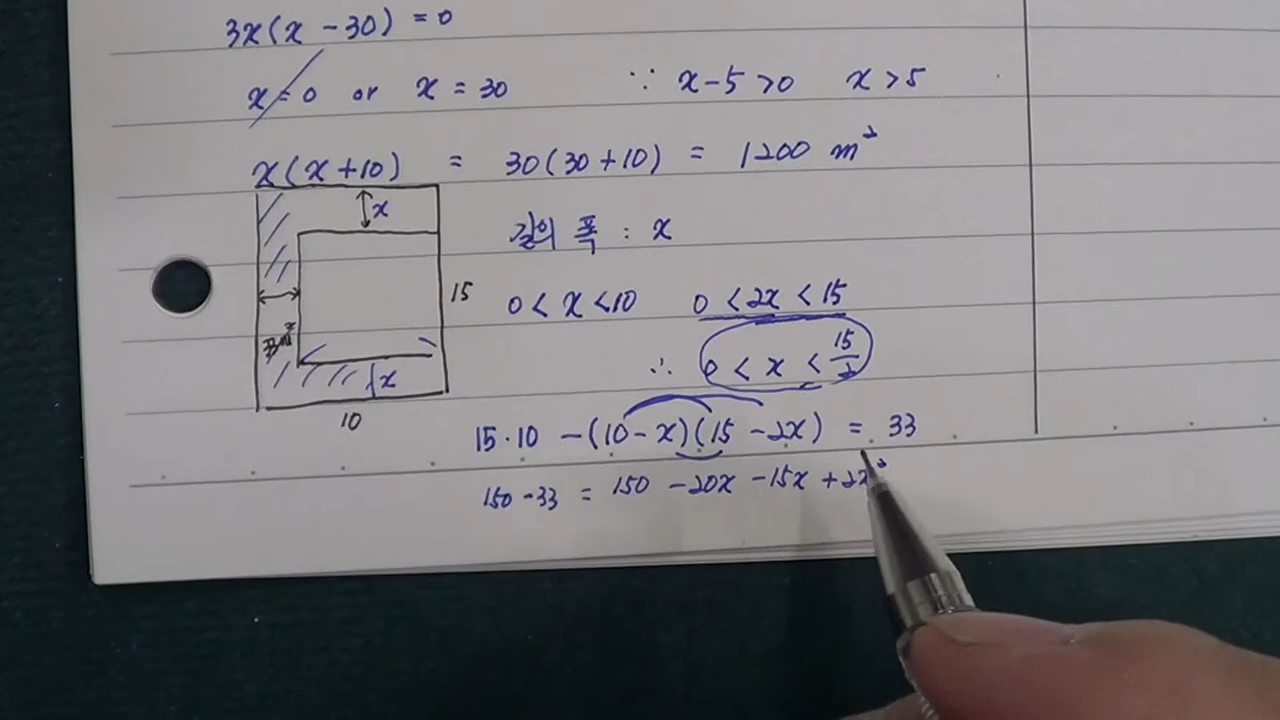 3x(x - 30) = 0
x = 0 or x = 30 ∵ x - 5 > 0 x > 5
x(x + 10) = 30(30 + 10) = 1200 m²
x
길의 폭 : x
15
0 < x < 10 0 < 2x < 15
33m²
∴ 0 < x < 15/2
x
10
15 · 10 - (10 - x)(15 - 2x) = 33
150 - 33 = 150 - 20x - 15x + 2x²